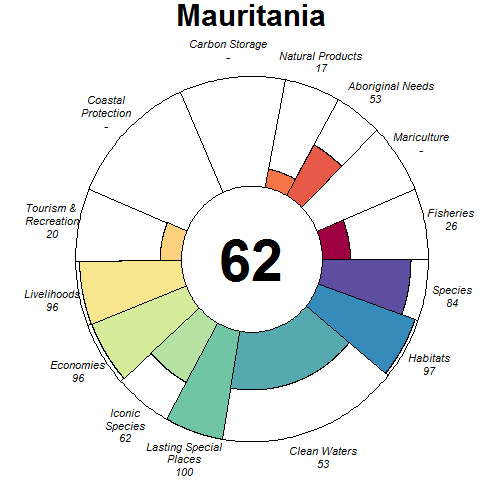 Mauritania
Carbon Storage
-
Natural Products
17
Aboriginal Needs
53
Mariculture
-
Fisheries
26
Species
84
Habitats
97
Clean Waters
53
Lasting Special
Places
100
Iconic
Species
62
Economies
96
Livelihoods
96
Tourism &
Recreation
20
Coastal
Protection
-
62